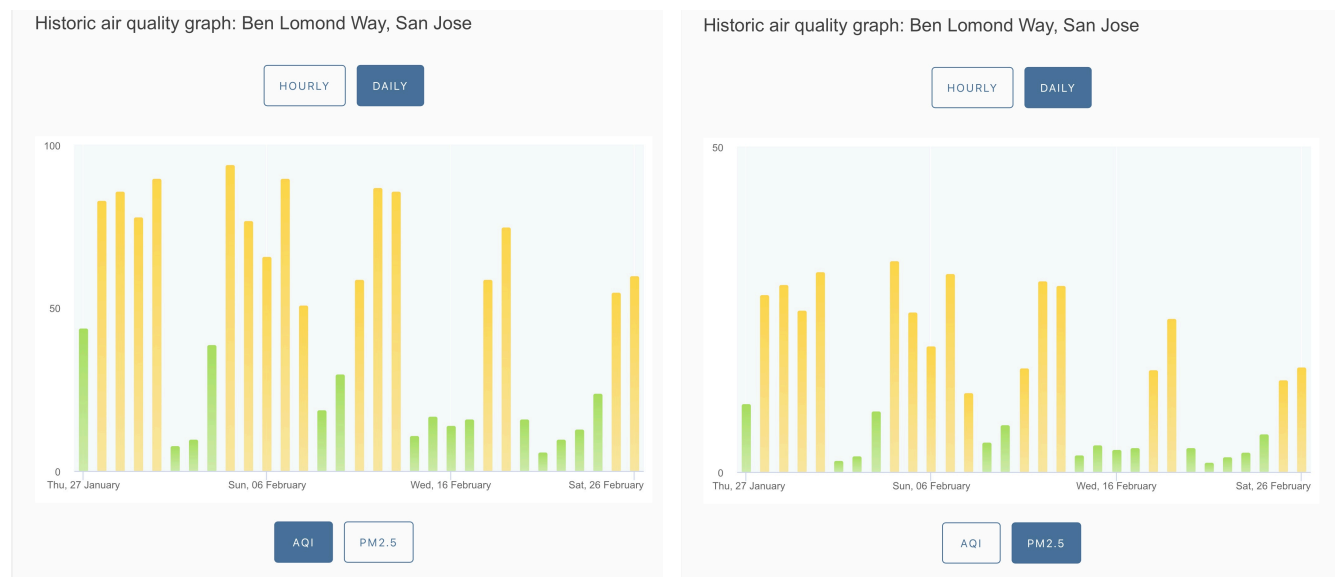 Historic air quality graph: Ben Lomond Way, San Jose
HOURLY DAILY
100
50
0
Thu, 27 January Sun, 06 February Wed, 16 February Sat, 26 February
AQI PM2.5
Historic air quality graph: Ben Lomond Way, San Jose
HOURLY DAILY
50
0
Thu, 27 January Sun, 06 February Wed, 16 February Sat, 26 February
AQI PM2.5